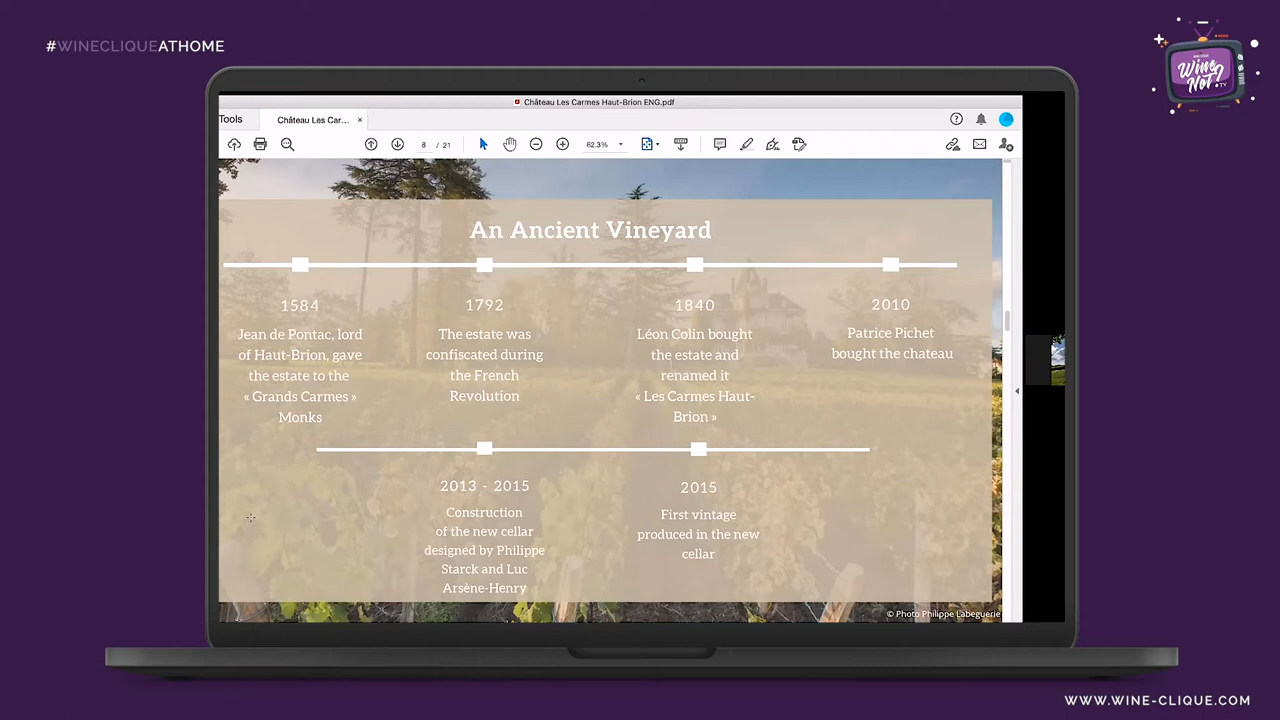 #WINECLIQUEATHOME
Wine Not?.TV
Château Les Carmes Haut-Brion ENG.pdf
Tools
Château Les Car... ×
8 / 21
62.3%
An Ancient Vineyard
1584
Jean de Pontac, lord
of Haut-Brion, gave
the estate to the
« Grands Carmes »
Monks
1792
The estate was
confiscated during
the French
Revolution
1840
Léon Colin bought
the estate and
renamed it
« Les Carmes Haut-
Brion »
2010
Patrice Pichet
bought the chateau
2013 - 2015
Construction
of the new cellar
designed by Philippe
Starck and Luc
Arsène-Henry
2015
First vintage
produced in the new
cellar
© Photo Philippe Labeguerie
WWW.WINE-CLIQUE.COM